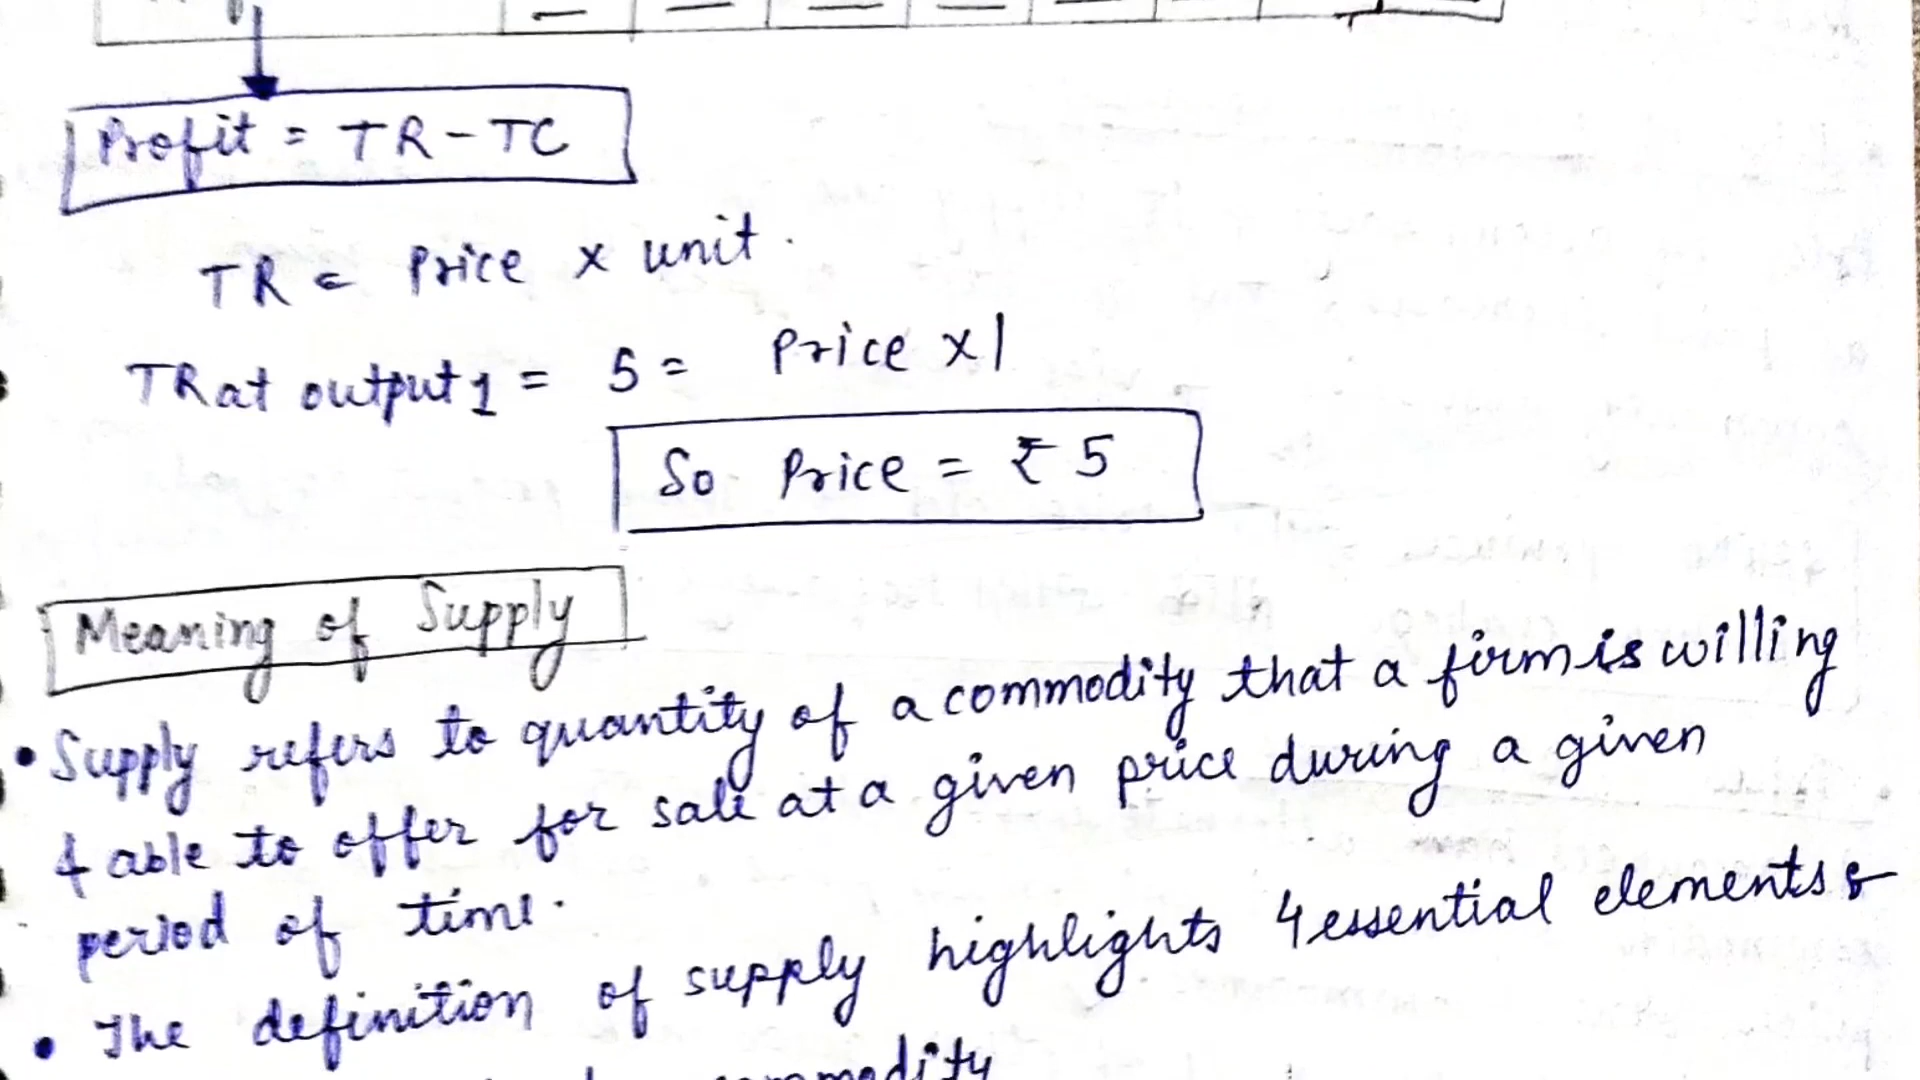 Profit = TR - TC
TR = Price x unit.
TR at output 1 = 5 = Price x 1
So Price = ₹ 5
Meaning of Supply
• Supply refers to quantity of a commodity that a firm is willing
& able to offer for sale at a given price during a given
period of time.
• The definition of supply highlights 4 essential elements
commodity